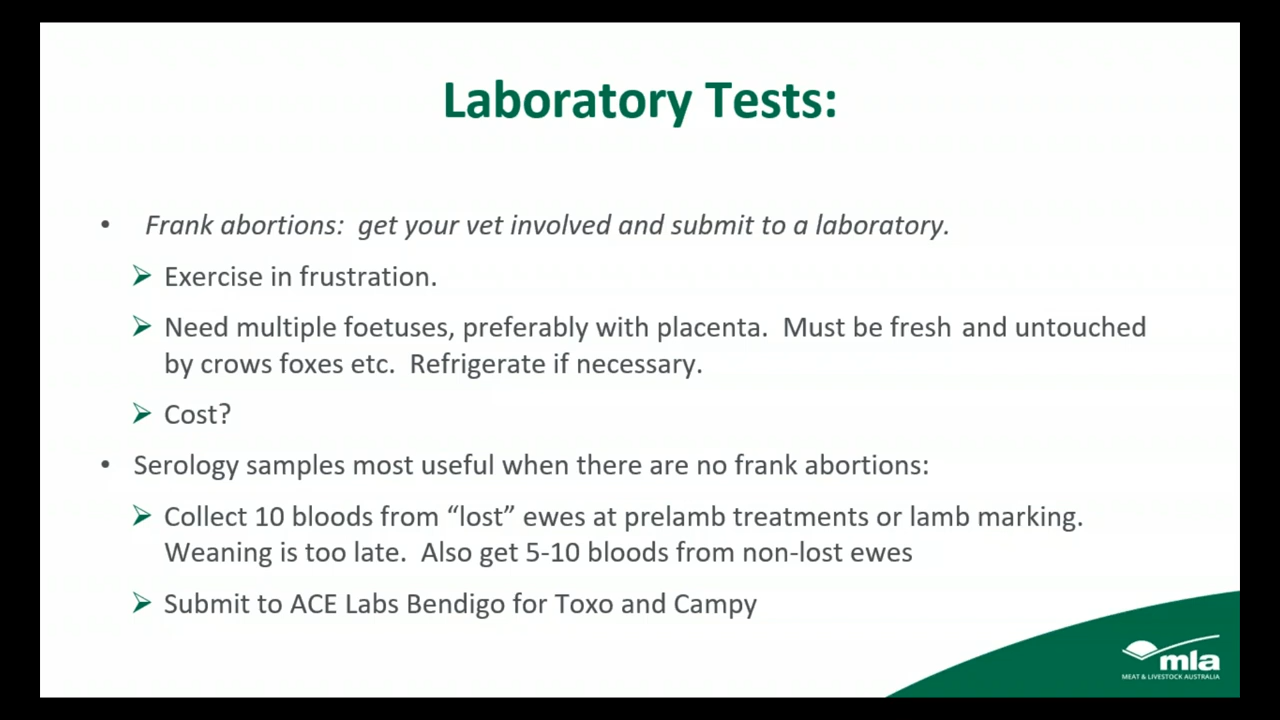 Laboratory Tests:
• Frank abortions: get your vet involved and submit to a laboratory.
➢ Exercise in frustration.
➢ Need multiple foetuses, preferably with placenta. Must be fresh and untouched
by crows foxes etc. Refrigerate if necessary.
➢ Cost?
• Serology samples most useful when there are no frank abortions:
➢ Collect 10 bloods from “lost” ewes at prelamb treatments or lamb marking.
Weaning is too late. Also get 5-10 bloods from non-lost ewes
➢ Submit to ACE Labs Bendigo for Toxo and Campy
mla
MEAT & LIVESTOCK AUSTRALIA